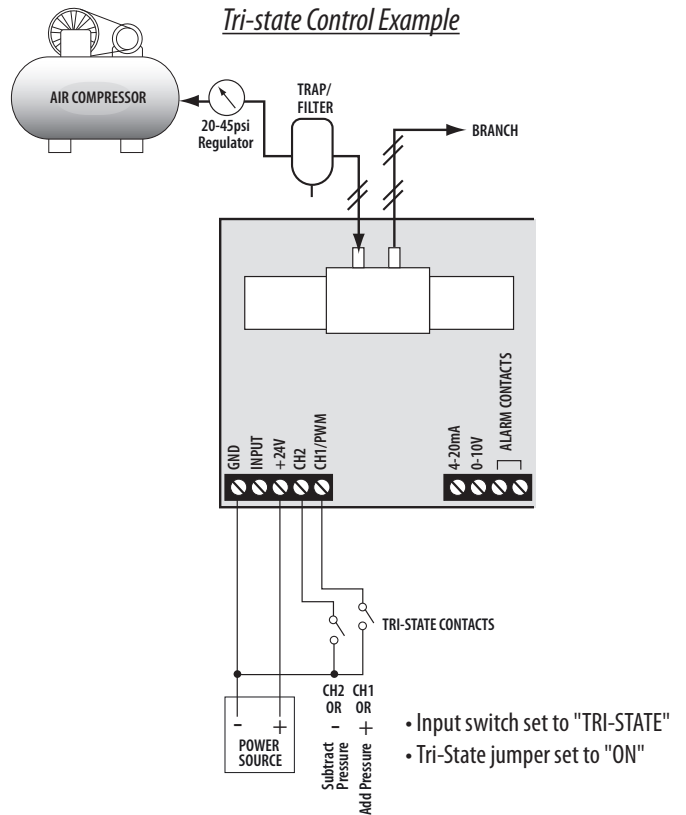 Tri-state Control Example
AIR COMPRESSOR
20-45psi
Regulator
TRAP/
FILTER
BRANCH
GND
INPUT
+24V
CH2
CH1/PWM
4-20mA
0-10V
ALARM CONTACTS
TRI-STATE CONTACTS
CH2
OR
–
Subtract
Pressure
CH1
OR
+
Add Pressure
– +
POWER
SOURCE
• Input switch set to "TRI-STATE"
• Tri-State jumper set to "ON"